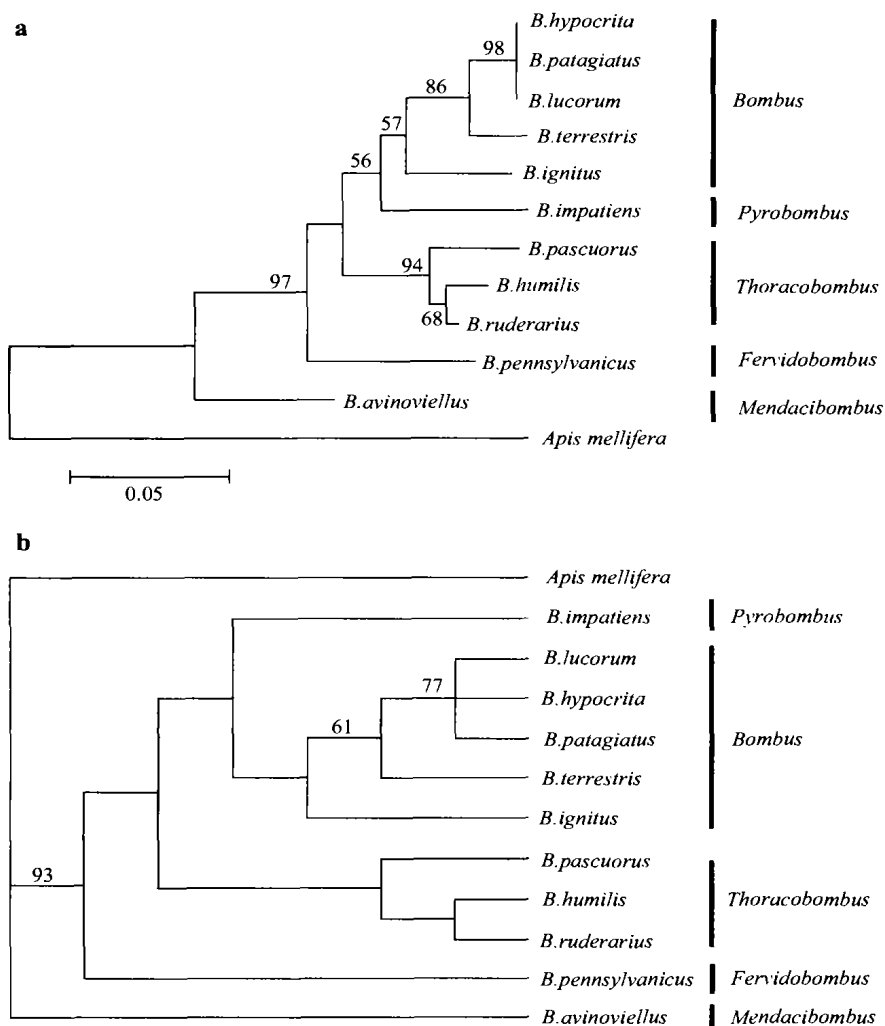 a
B.hypocrita
98
B.patagiatus
86
B.lucorum
Bombus
57
B.terrestris
56
B.ignitus
B.impatiens
Pyrobombus
B.pascuorus
94
B.humilis
Thoracobombus
97
68
B.ruderarius
B.pennsylvanicus
Fervidobombus
B.avinoviellus
Mendacibombus
Apis mellifera
0.05
b
Apis mellifera
B.impatiens
Pyrobombus
B.lucorum
77
B.hypocrita
61
B.patagiatus
Bombus
B.terrestris
B.ignitus
B.pascuorus
93
B.humilis
Thoracobombus
B.ruderarius
B.pennsylvanicus
Fervidobombus
B.avinoviellus
Mendacibombus